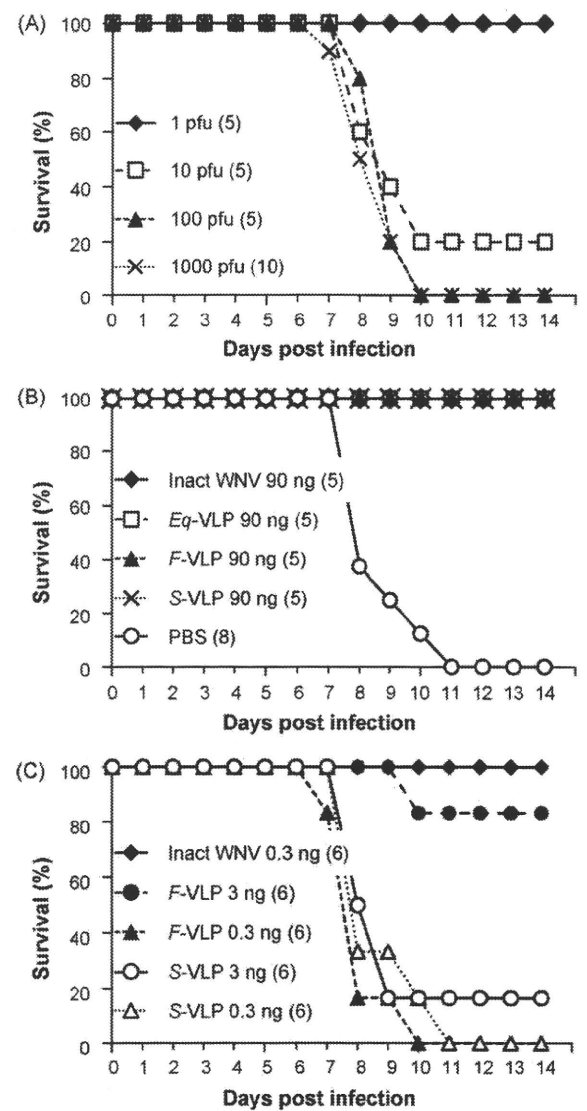 (A)
100
80
60
40
20
0
Survival (%)
1 pfu (5)
10 pfu (5)
100 pfu (5)
1000 pfu (10)
0 1 2 3 4 5 6 7 8 9 10 11 12 13 14
Days post infection
(B)
100
80
60
40
20
0
Survival (%)
Inact WNV 90 ng (5)
Eq-VLP 90 ng (5)
F-VLP 90 ng (5)
S-VLP 90 ng (5)
PBS (8)
0 1 2 3 4 5 6 7 8 9 10 11 12 13 14
Days post infection
(C)
100
80
60
40
20
0
Survival (%)
Inact WNV 0.3 ng (6)
F-VLP 3 ng (6)
F-VLP 0.3 ng (6)
S-VLP 3 ng (6)
S-VLP 0.3 ng (6)
0 1 2 3 4 5 6 7 8 9 10 11 12 13 14
Days post infection